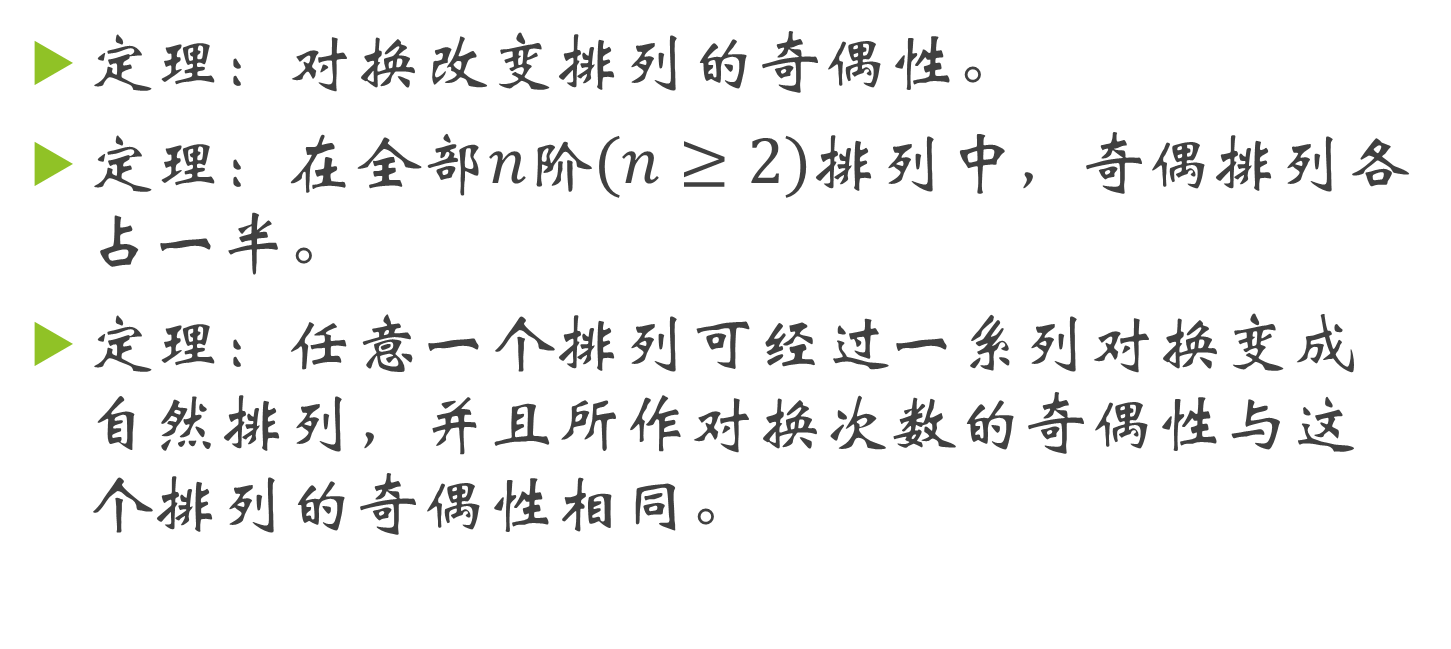 定理：对换改变排列的奇偶性。
定理：在全部n阶(n ≥ 2)排列中，奇偶排列各
占一半。
定理：任意一个排列可经过一系列对换变成
自然排列，并且所作对换次数的奇偶性与这
个排列的奇偶性相同。